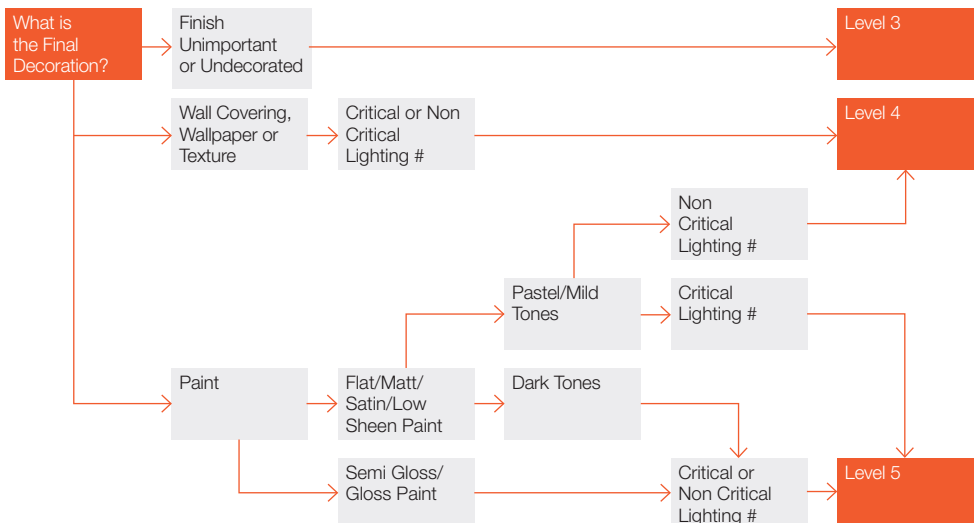 What is
the Final
Decoration?
Finish
Unimportant
or Undecorated
Level 3
Wall Covering,
Wallpaper or
Texture
Critical or Non
Critical
Lighting #
Level 4
Non
Critical
Lighting #
Pastel/Mild
Tones
Critical
Lighting #
Paint
Flat/Matt/
Satin/Low
Sheen Paint
Dark Tones
Semi Gloss/
Gloss Paint
Critical or
Non Critical
Lighting #
Level 5